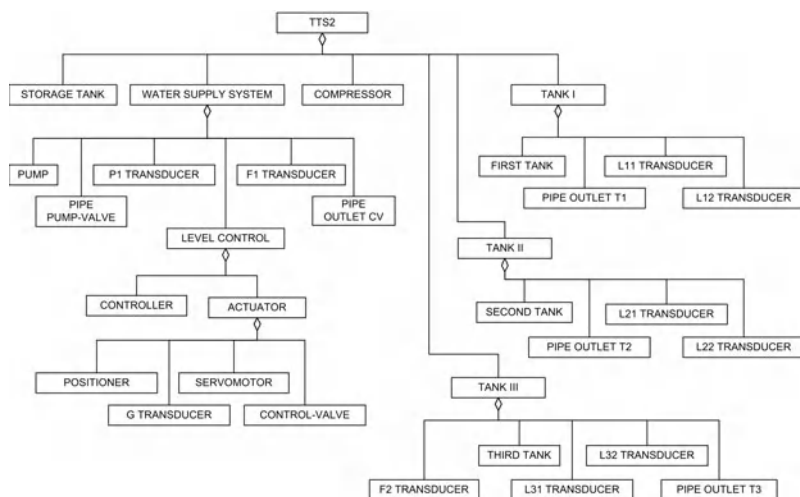 TTS2
STORAGE TANK
WATER SUPPLY SYSTEM
COMPRESSOR
TANK I
PUMP
P1 TRANSDUCER
F1 TRANSDUCER
PIPE
PUMP-VALVE
PIPE
OUTLET CV
FIRST TANK
L11 TRANSDUCER
PIPE OUTLET T1
L12 TRANSDUCER
LEVEL CONTROL
TANK II
CONTROLLER
ACTUATOR
SECOND TANK
L21 TRANSDUCER
PIPE OUTLET T2
L22 TRANSDUCER
POSITIONER
SERVOMOTOR
G TRANSDUCER
CONTROL-VALVE
TANK III
THIRD TANK
L32 TRANSDUCER
F2 TRANSDUCER
L31 TRANSDUCER
PIPE OUTLET T3